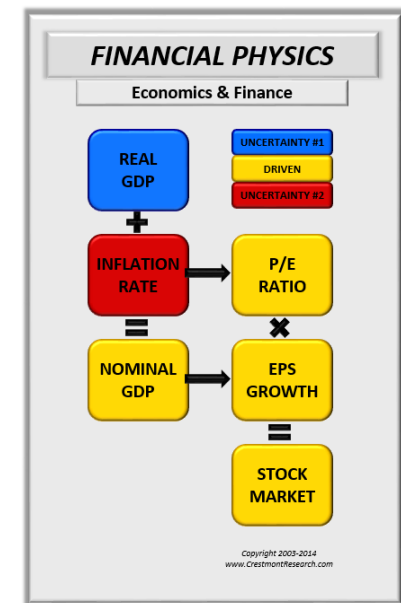 FINANCIAL PHYSICS
Economics & Finance
REAL
GDP
UNCERTAINTY #1
DRIVEN
UNCERTAINTY #2
+
INFLATION
RATE
P/E
RATIO
=
×
NOMINAL
GDP
EPS
GROWTH
=
STOCK
MARKET
Copyright 2003-2014
www.CrestmontResearch.com